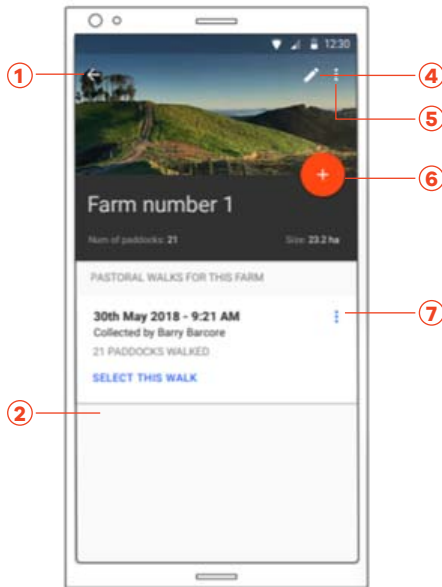 12:30
1
4
5
6
Farm number 1
Num of paddocks: 21 Size: 23.2 ha
PASTORAL WALKS FOR THIS FARM
30th May 2018 - 9:21 AM
7
Collected by Barry Barcore
21 PADDOCKS WALKED
SELECT THIS WALK
2